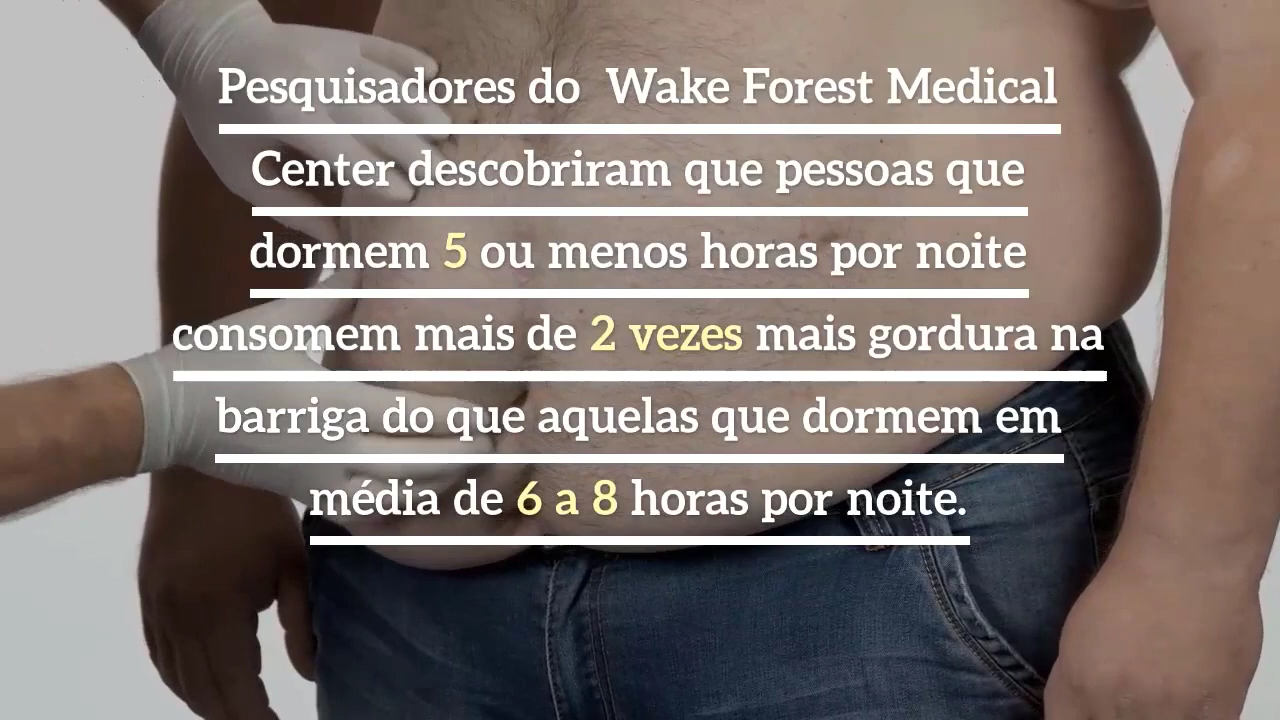 Pesquisadores do  Wake Forest Medical
Center descobriram que pessoas que
dormem 5 ou menos horas por noite
consomem mais de 2 vezes mais gordura na
barriga do que aquelas que dormem em
média de 6 a 8 horas por noite.